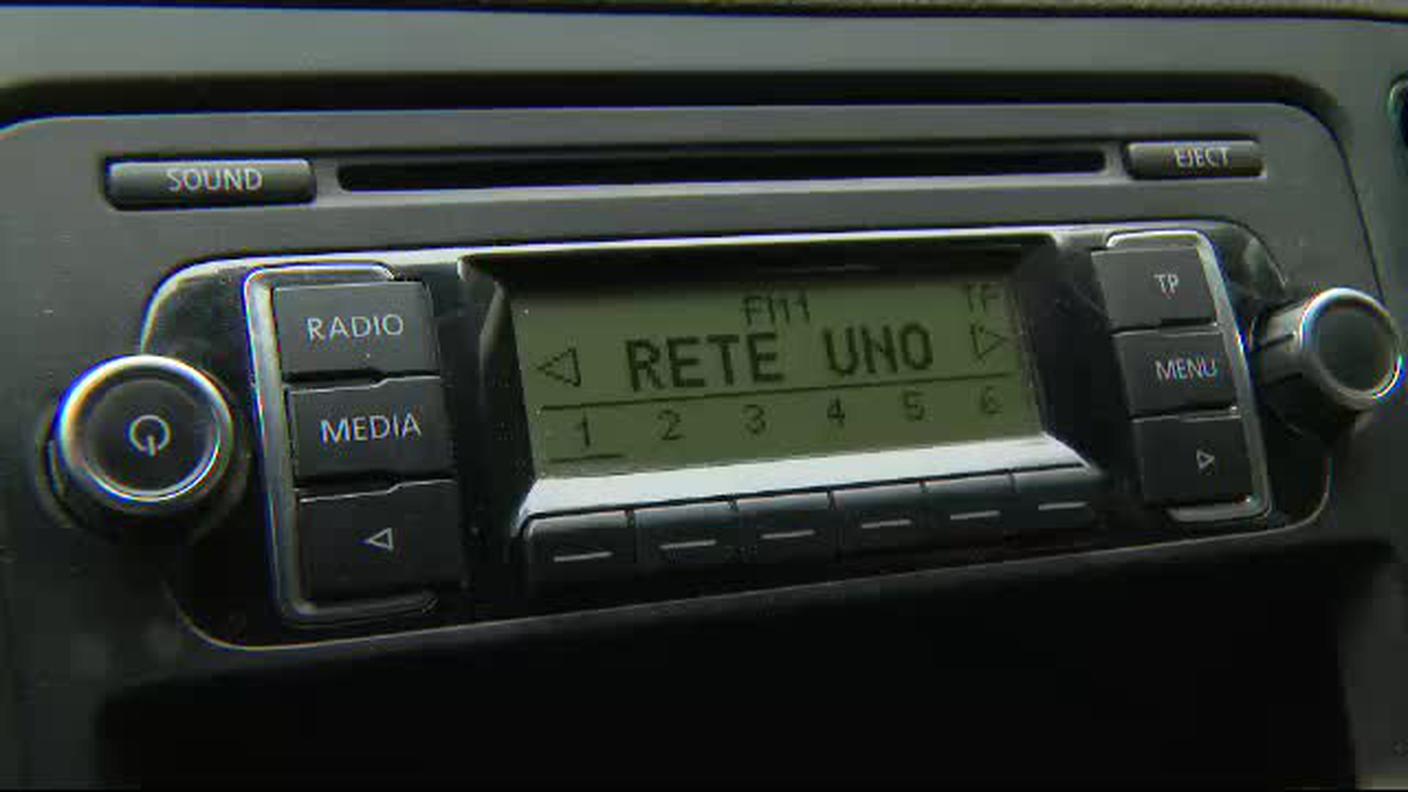 SOUND
EJECT
RADIO
MEDIA
FM1
TP
RETE UNO
1 2 3 4 5 6
TP
MENU